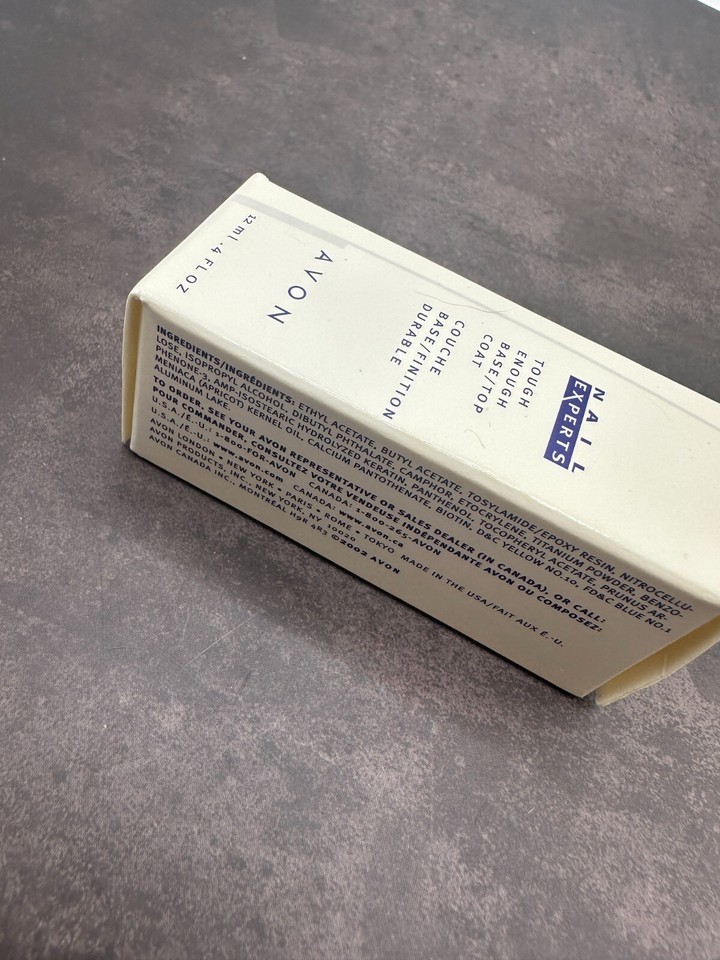 NAIL
EXPERTS
TOUGH
ENOUGH
BASE/TOP
COAT
COUCHE
BASE/FINITION
DURABLE
AVON
12 ml .4 FL OZ
INGREDIENTS/INGRÉDIENTS: ETHYL ACETATE, BUTYL ACETATE, TOSYLAMIDE/EPOXY RESIN, NITROCELLU-
LOSE, ISOPROPYL ALCOHOL, DIBUTYL PHTHALATE, CAMPHOR, ETOCRYLENE, TITANIUM POWDER, BENZO-
PHENONE-3, AMP-ISOSTEARIC HYDROLYZED KERATIN, PANTHENOL, TOCOPHERYL ACETATE, PRUNUS AR-
MENIACA (APRICOT) KERNEL OIL, CALCIUM PANTOTHENATE, BIOTIN, D&C YELLOW NO.10, FD&C BLUE NO.1
ALUMINUM LAKE.
TO ORDER, SEE YOUR AVON REPRESENTATIVE OR SALES DEALER (IN CANADA), OR CALL:
POUR COMMANDER, CONSULTEZ VOTRE VENDEUSE INDÉPENDANTE AVON OU COMPOSEZ:
U.S.A./É.-U.: 1-800-FOR-AVON CANADA: 1-800-265-AVON
U.S.A./É.-U.: www.avon.com CANADA: www.avon.ca
AVON LONDON • NEW YORK • PARIS • ROME • TOKYO MADE IN THE USA/FAIT AUX É.-U.
AVON PRODUCTS, INC., NEW YORK, NY. 10020
AVON CANADA INC., MONTRÉAL H9R 4R3 ©2002 AVON